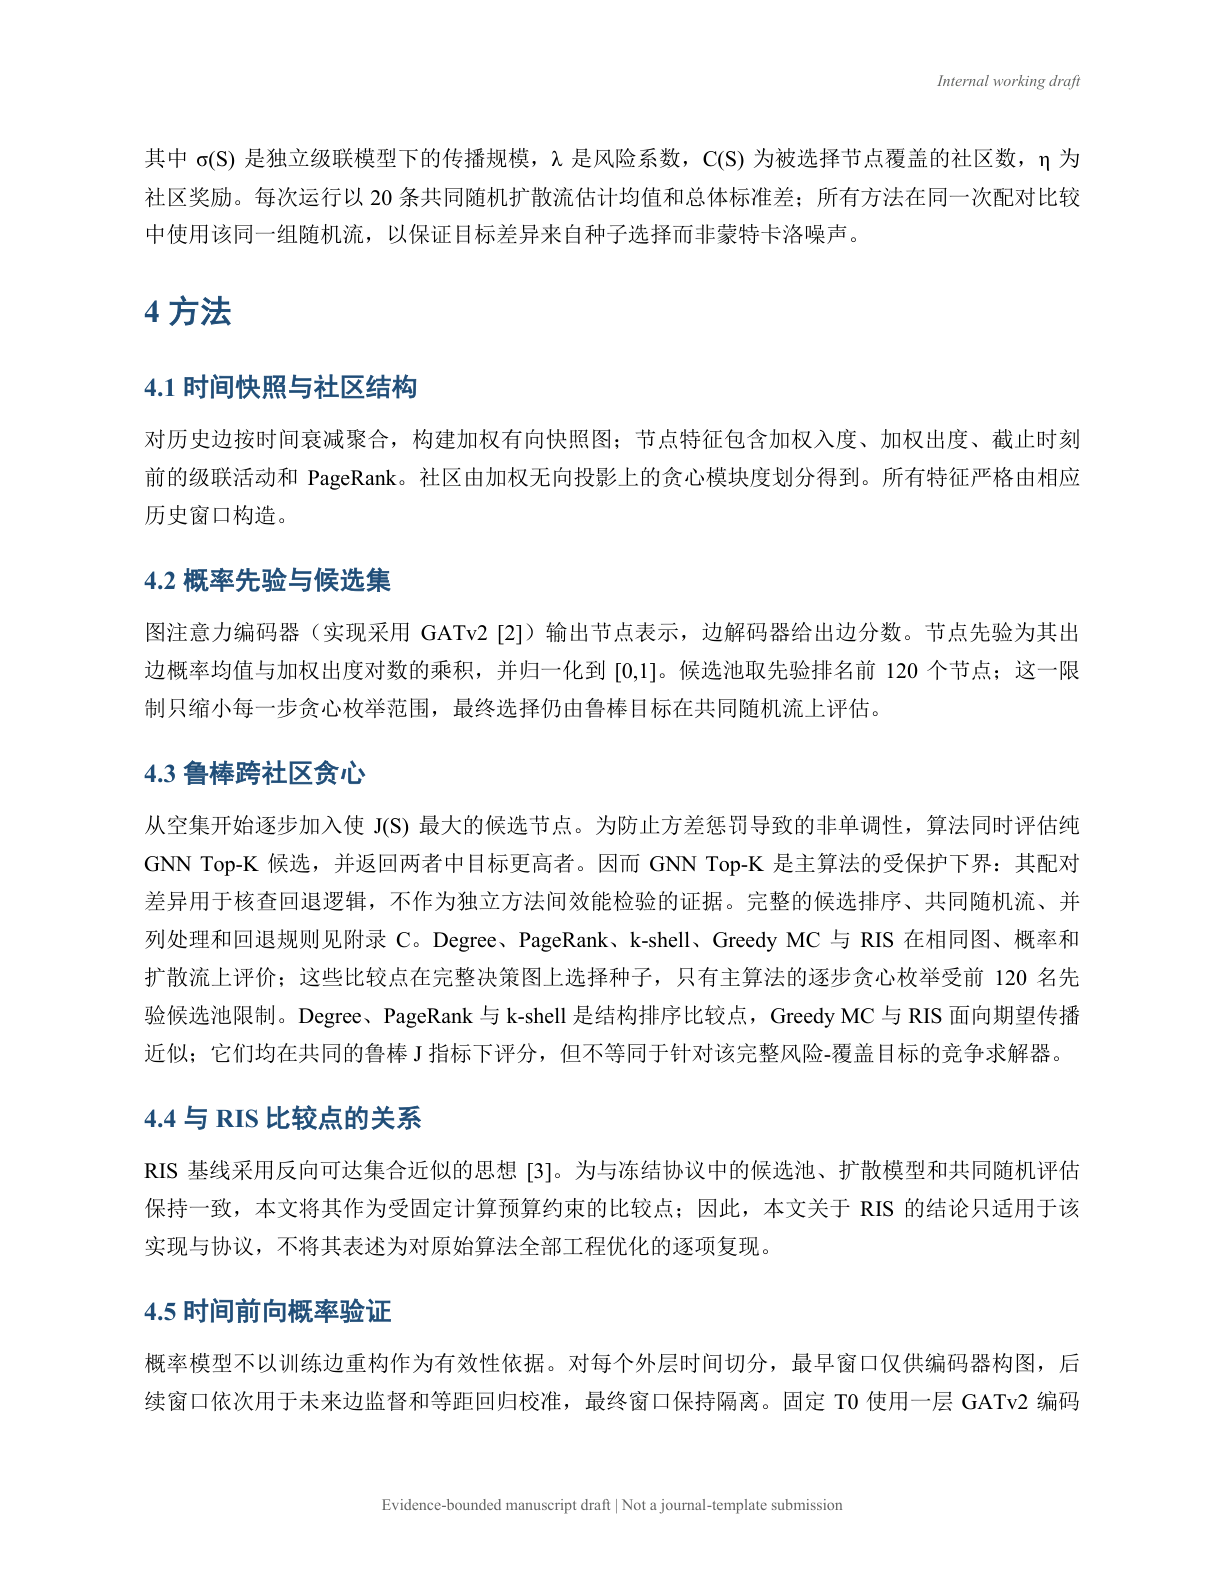 Internal working draft
其中 σ(S) 是独立级联模型下的传播规模，λ 是风险系数，C(S) 为被选择节点覆盖的社区数，η 为
社区奖励。每次运行以 20 条共同随机扩散流估计均值和总体标准差；所有方法在同一次配对比较
中使用该同一组随机流，以保证目标差异来自种子选择而非蒙特卡洛噪声。
4 方法
4.1 时间快照与社区结构
对历史边按时间衰减聚合，构建加权有向快照图；节点特征包含加权入度、加权出度、截止时刻
前的级联活动和 PageRank。社区由加权无向投影上的贪心模块度划分得到。所有特征严格由相应
历史窗口构造。
4.2 概率先验与候选集
图注意力编码器（实现采用 GATv2 [2]）输出节点表示，边解码器给出边分数。节点先验为其出
边概率均值与加权出度对数的乘积，并归一化到 [0,1]。候选池取先验排名前 120 个节点；这一限
制只缩小每一步贪心枚举范围，最终选择仍由鲁棒目标在共同随机流上评估。
4.3 鲁棒跨社区贪心
从空集开始逐步加入使 J(S) 最大的候选节点。为防止方差惩罚导致的非单调性，算法同时评估纯
GNN Top-K 候选，并返回两者中目标更高者。因而 GNN Top-K 是主算法的受保护下界：其配对
差异用于核查回退逻辑，不作为独立方法间效能检验的证据。完整的候选排序、共同随机流、并
列处理和回退规则见附录 C。Degree、PageRank、k-shell、Greedy MC 与 RIS 在相同图、概率和
扩散流上评价；这些比较点在完整决策图上选择种子，只有主算法的逐步贪心枚举受前 120 名先
验候选池限制。Degree、PageRank 与 k-shell 是结构排序比较点，Greedy MC 与 RIS 面向期望传播
近似；它们均在共同的鲁棒 J 指标下评分，但不等同于针对该完整风险-覆盖目标的竞争求解器。
4.4 与 RIS 比较点的关系
RIS 基线采用反向可达集合近似的思想 [3]。为与冻结协议中的候选池、扩散模型和共同随机评估
保持一致，本文将其作为受固定计算预算约束的比较点；因此，本文关于 RIS 的结论只适用于该
实现与协议，不将其表述为对原始算法全部工程优化的逐项复现。
4.5 时间前向概率验证
概率模型不以训练边重构作为有效性依据。对每个外层时间切分，最早窗口仅供编码器构图，后
续窗口依次用于未来边监督和等距回归校准，最终窗口保持隔离。固定 T0 使用一层 GATv2 编码
Evidence-bounded manuscript draft | Not a journal-template submission